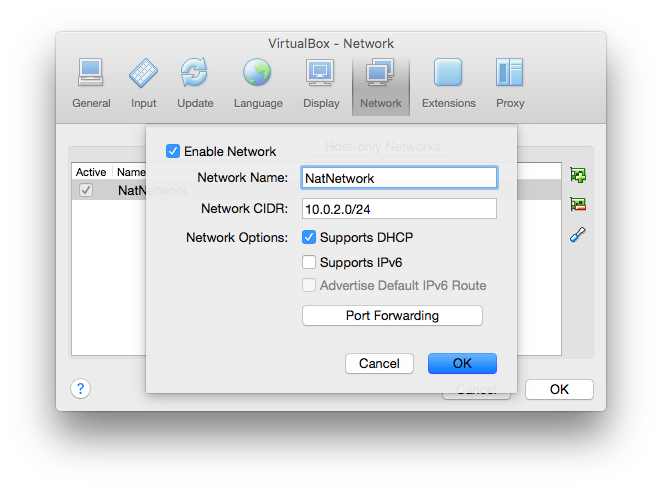 VirtualBox - Network
General Input Update Language Display Network Extensions Proxy
Host-only Networks
Enable Network
Active Name
Network Name: NatNetwork
NatNetwork
Network CIDR: 10.0.2.0/24
Network Options: Supports DHCP
Supports IPv6
Advertise Default IPv6 Route
Port Forwarding
Cancel OK
? Cancel OK